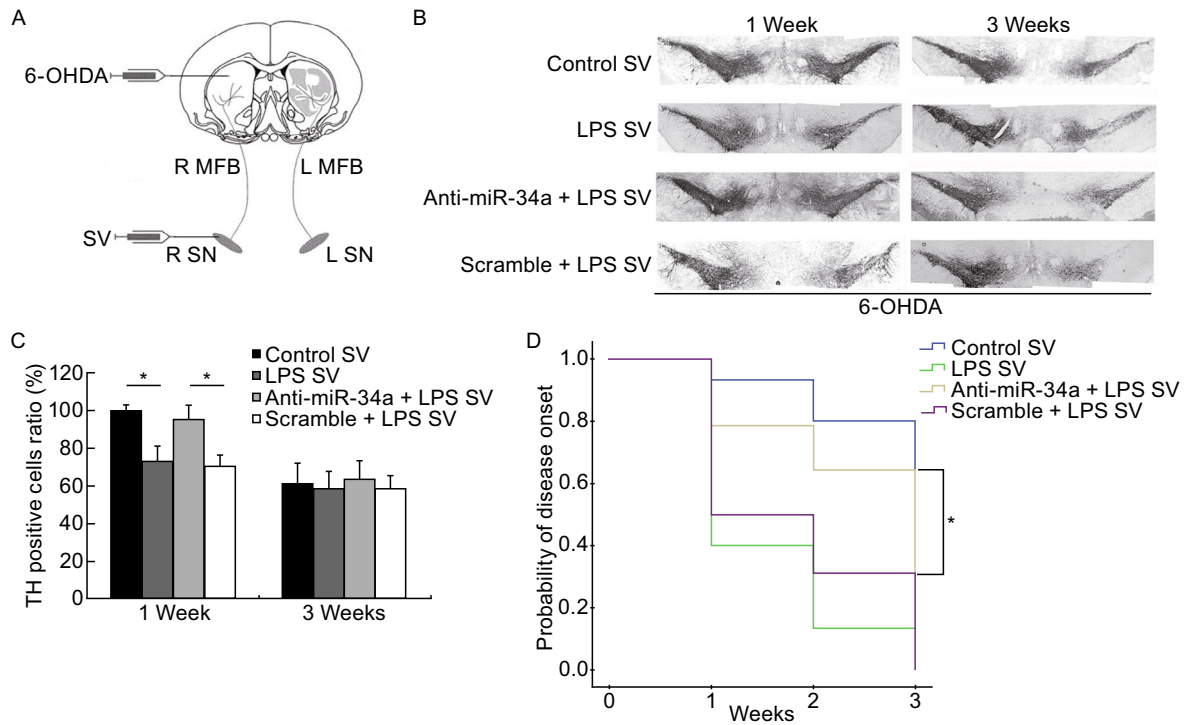 A
6-OHDA
R MFB
L MFB
SV
R SN
L SN
B
1 Week
3 Weeks
Control SV
LPS SV
Anti-miR-34a + LPS SV
Scramble + LPS SV
6-OHDA
C
Control SV
LPS SV
Anti-miR-34a + LPS SV
Scramble + LPS SV
TH positive cells ratio (%)
120
100
80
60
40
20
0
*
*
1 Week
3 Weeks
D
Control SV
LPS SV
Anti-miR-34a + LPS SV
Scramble + LPS SV
Probability of disease onset
1.0
0.8
0.6
0.4
0.2
0.0
*
0
1
2
3
Weeks